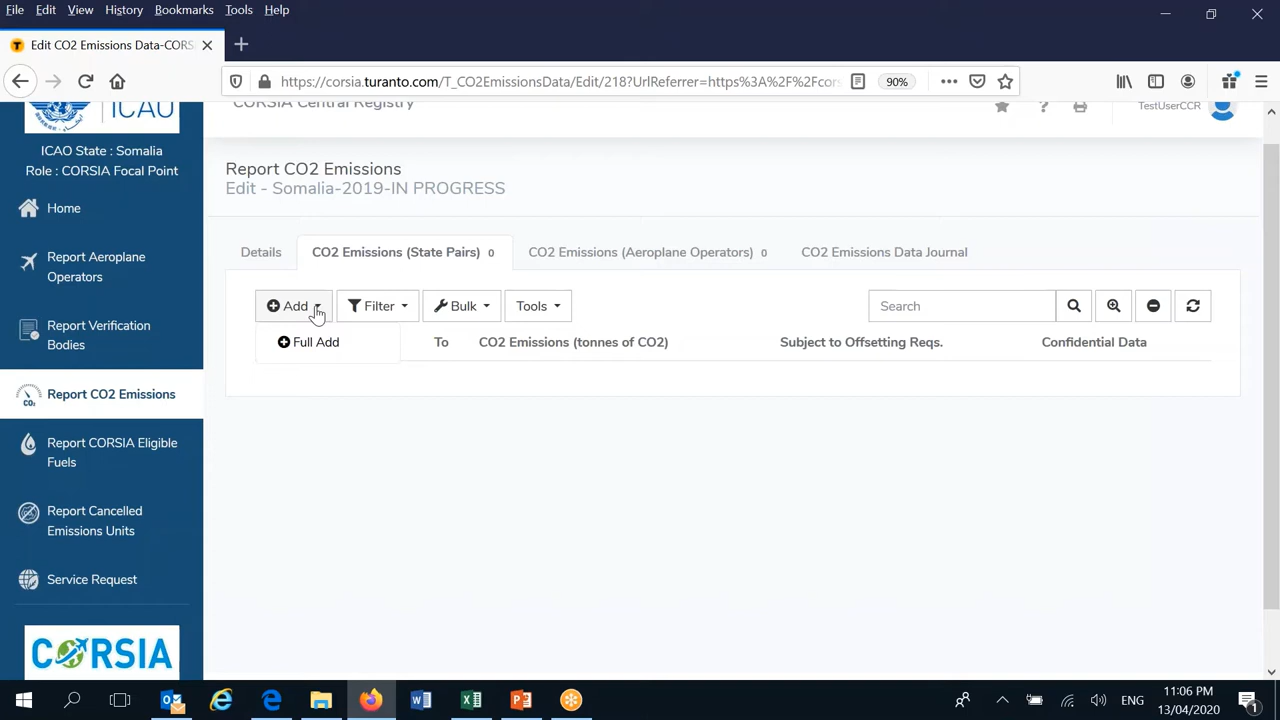 File Edit View History Bookmarks Tools Help
Edit CO2 Emissions Data-CORS
https://corsia.turanto.com/T_CO2EmissionsData/Edit/218?UrlReferrer=https%3A%2F%2Fcors
90%
ICAO
CORSIA Central Registry
TestUserCCR
ICAO State : Somalia
Role : CORSIA Focal Point
Home
Report Aeroplane
Operators
Report Verification
Bodies
Report CO2 Emissions
Report CORSIA Eligible
Fuels
Report Cancelled
Emissions Units
Service Request
CORSIA
Report CO2 Emissions
Edit - Somalia-2019-IN PROGRESS
Details CO2 Emissions (State Pairs) 0 CO2 Emissions (Aeroplane Operators) 0 CO2 Emissions Data Journal
Add Filter Bulk Tools Search
Full Add To CO2 Emissions (tonnes of CO2) Subject to Offsetting Reqs. Confidential Data
ENG
11:06 PM
13/04/2020
1